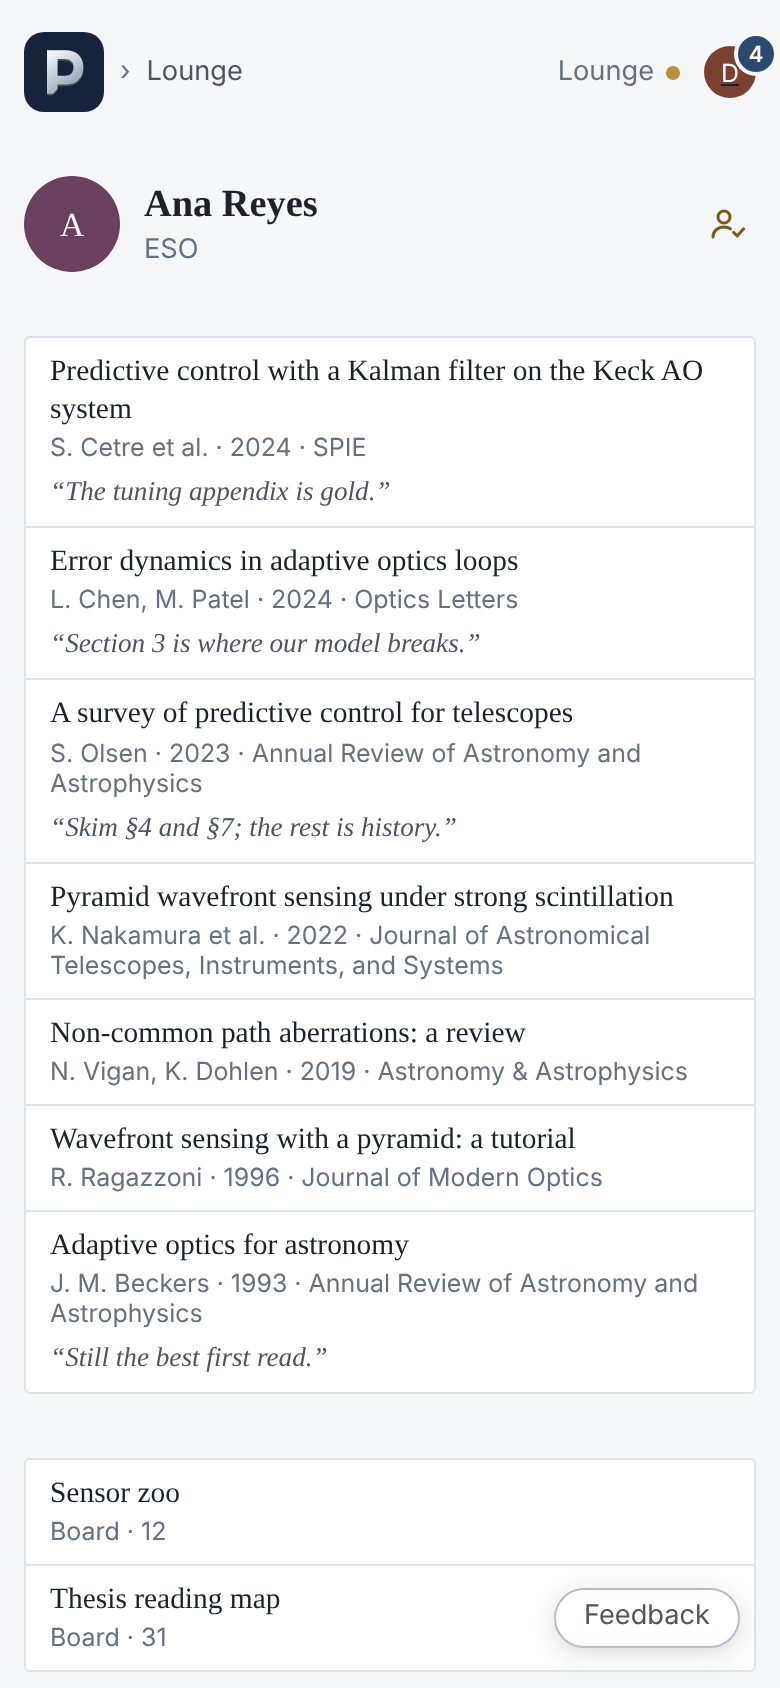 P › Lounge Lounge D 4
A Ana Reyes
ESO
Predictive control with a Kalman filter on the Keck AO
system
S. Cetre et al. · 2024 · SPIE
“The tuning appendix is gold.”
Error dynamics in adaptive optics loops
L. Chen, M. Patel · 2024 · Optics Letters
“Section 3 is where our model breaks.”
A survey of predictive control for telescopes
S. Olsen · 2023 · Annual Review of Astronomy and
Astrophysics
“Skim §4 and §7; the rest is history.”
Pyramid wavefront sensing under strong scintillation
K. Nakamura et al. · 2022 · Journal of Astronomical
Telescopes, Instruments, and Systems
Non-common path aberrations: a review
N. Vigan, K. Dohlen · 2019 · Astronomy & Astrophysics
Wavefront sensing with a pyramid: a tutorial
R. Ragazzoni · 1996 · Journal of Modern Optics
Adaptive optics for astronomy
J. M. Beckers · 1993 · Annual Review of Astronomy and
Astrophysics
“Still the best first read.”
Sensor zoo
Board · 12
Thesis reading map
Board · 31
Feedback